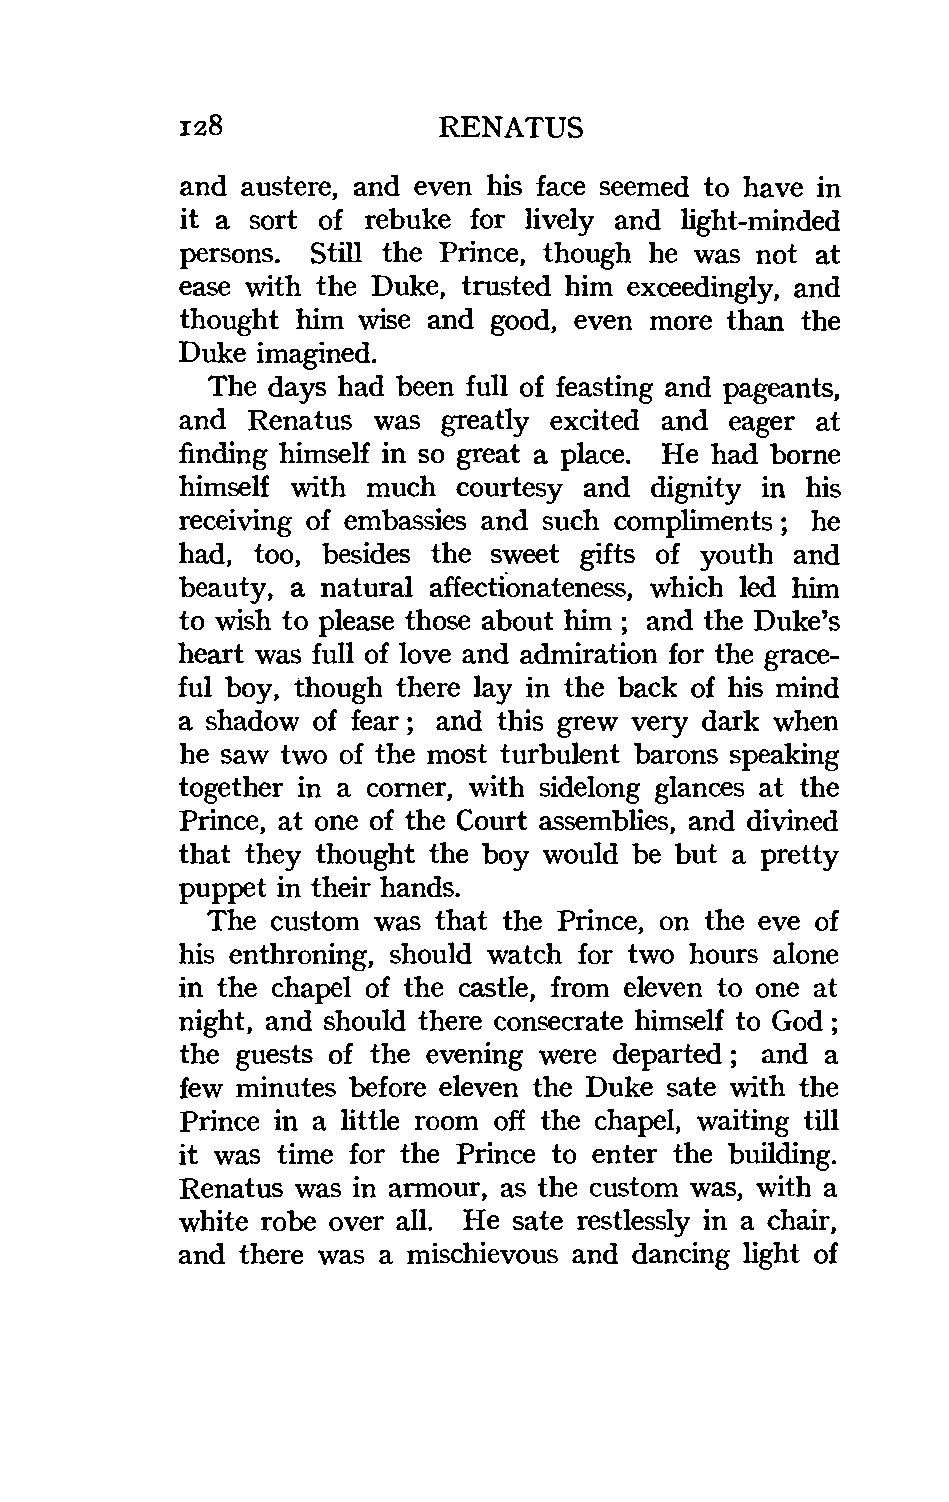 128 RENATUS
and austere, and even his face seemed to have in
it a sort of rebuke for lively and light-minded
persons. Still the Prince, though he was not at
ease with the Duke, trusted him exceedingly, and
thought him wise and good, even more than the
Duke imagined.
The days had been full of feasting and pageants,
and Renatus was greatly excited and eager at
finding himself in so great a place. He had borne
himself with much courtesy and dignity in his
receiving of embassies and such compliments ; he
had, too, besides the sweet gifts of youth and
beauty, a natural affectionateness, which led him
to wish to please those about him ; and the Duke's
heart was full of love and admiration for the grace-
ful boy, though there lay in the back of his mind
a shadow of fear ; and this grew very dark when
he saw two of the most turbulent barons speaking
together in a corner, with sidelong glances at the
Prince, at one of the Court assemblies, and divined
that they thought the boy would be but a pretty
puppet in their hands.
The custom was that the Prince, on the eve of
his enthroning, should watch for two hours alone
in the chapel of the castle, from eleven to one at
night, and should there consecrate himself to God ;
the guests of the evening were departed ; and a
few minutes before eleven the Duke sate with the
Prince in a little room off the chapel, waiting till
it was time for the Prince to enter the building.
Renatus was in armour, as the custom was, with a
white robe over all. He sate restlessly in a chair,
and there was a mischievous and dancing light of